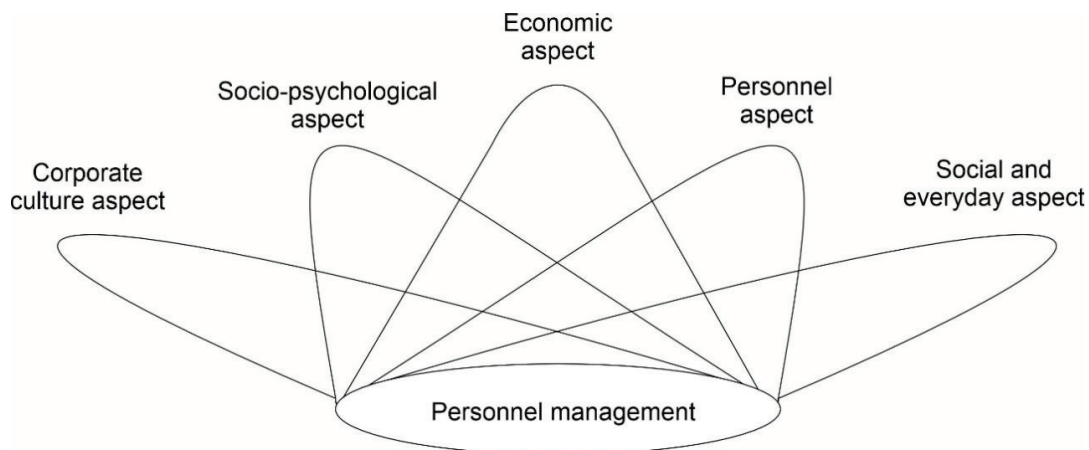 Economic
aspect
Socio-psychological
aspect
Personnel
aspect
Corporate
culture aspect
Social and
everyday aspect
Personnel management